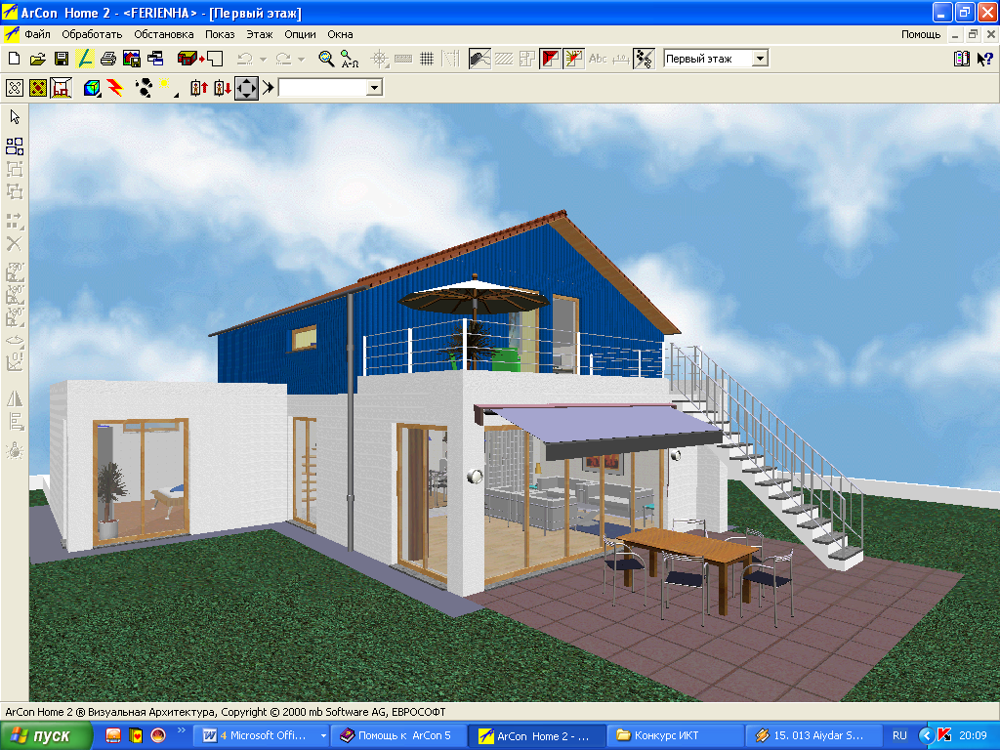 ArCon Home 2 - <FERIENHA> - [Первый этаж]
Файл Обработать Обстановка Показ Этаж Опции Окна Помощь
A-Ω Abc Первый этаж
ArCon Home 2 ® Визуальная Архитектура, Copyright © 2000 mb Software AG, ЕВРОСОФТ
пуск 4 Microsoft Offi... Помощь к ArCon 5 ArCon Home 2 - ... Конкурс ИКТ 15. 013 Aiydar S... RU 20:09